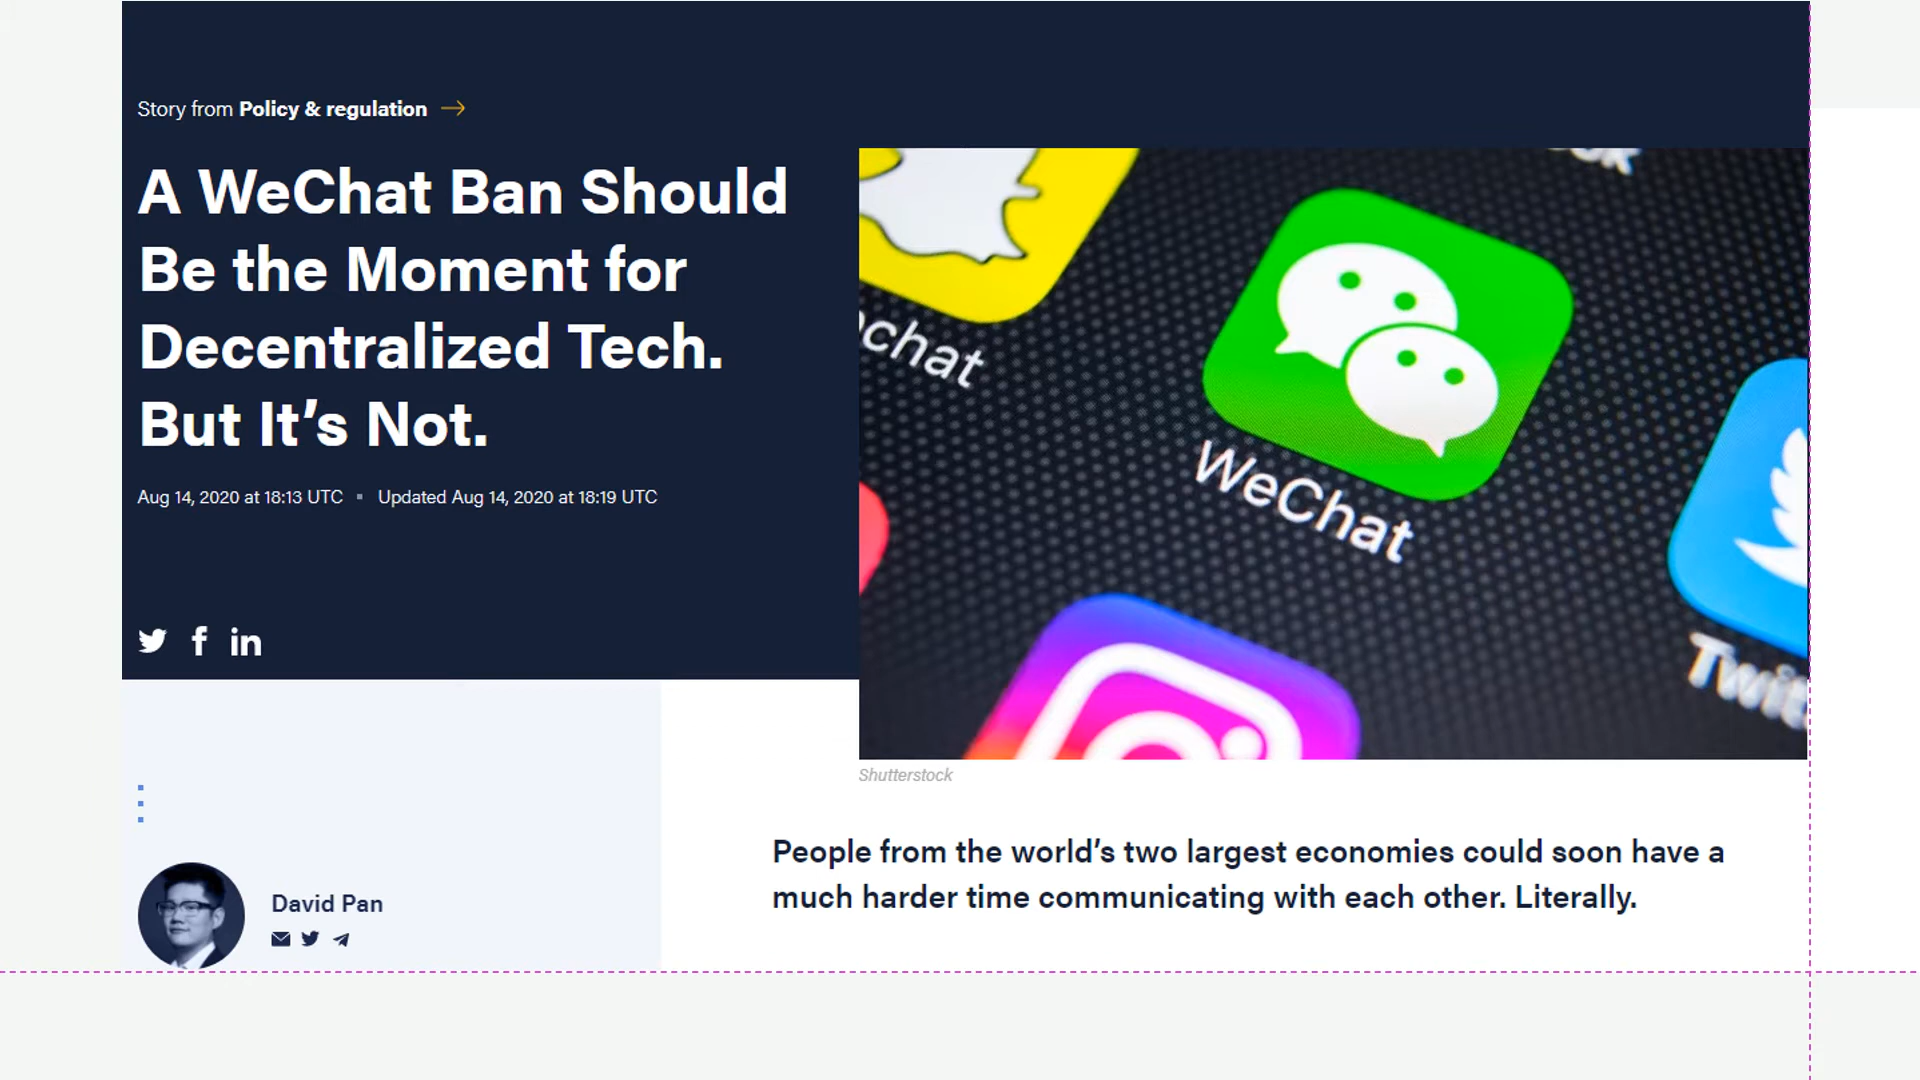 Story from Policy & regulation
A WeChat Ban Should
Be the Moment for
Decentralized Tech.
But It’s Not.
Aug 14, 2020 at 18:13 UTC ▪ Updated Aug 14, 2020 at 18:19 UTC
f in
chat
WeChat
Twit
Shutterstock
People from the world’s two largest economies could soon have a
much harder time communicating with each other. Literally.
David Pan